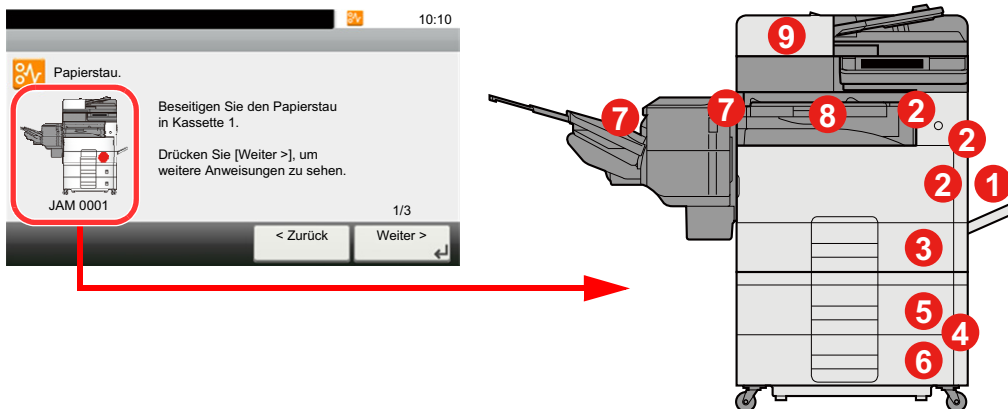 10:10
Papierstau.
Beseitigen Sie den Papierstau
in Kassette 1.
Drücken Sie [Weiter >], um
weitere Anweisungen zu sehen.
JAM 0001
1/3
< Zurück
Weiter >
9
7
7
8
2
2
2
1
3
5
4
6